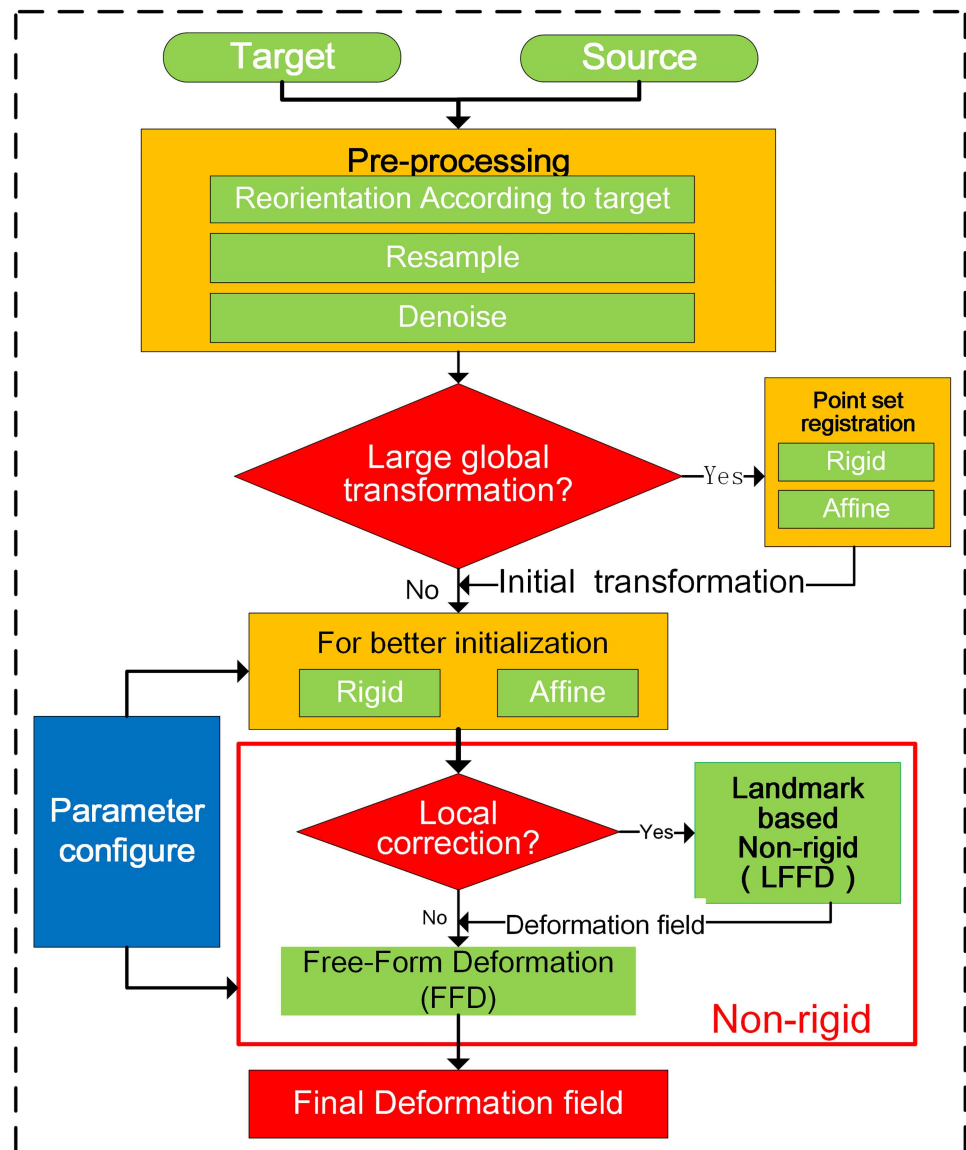 Target
Source
Pre-processing
Reorientation According to target
Resample
Denoise
Large global
transformation?
Yes
Point set
registration
Rigid
Affine
No
Initial transformation
For better initialization
Rigid
Affine
Parameter
configure
Local
correction?
Yes
Landmark
based
Non-rigid
( LFFD )
No
Deformation field
Free-Form Deformation
(FFD)
Non-rigid
Final Deformation field